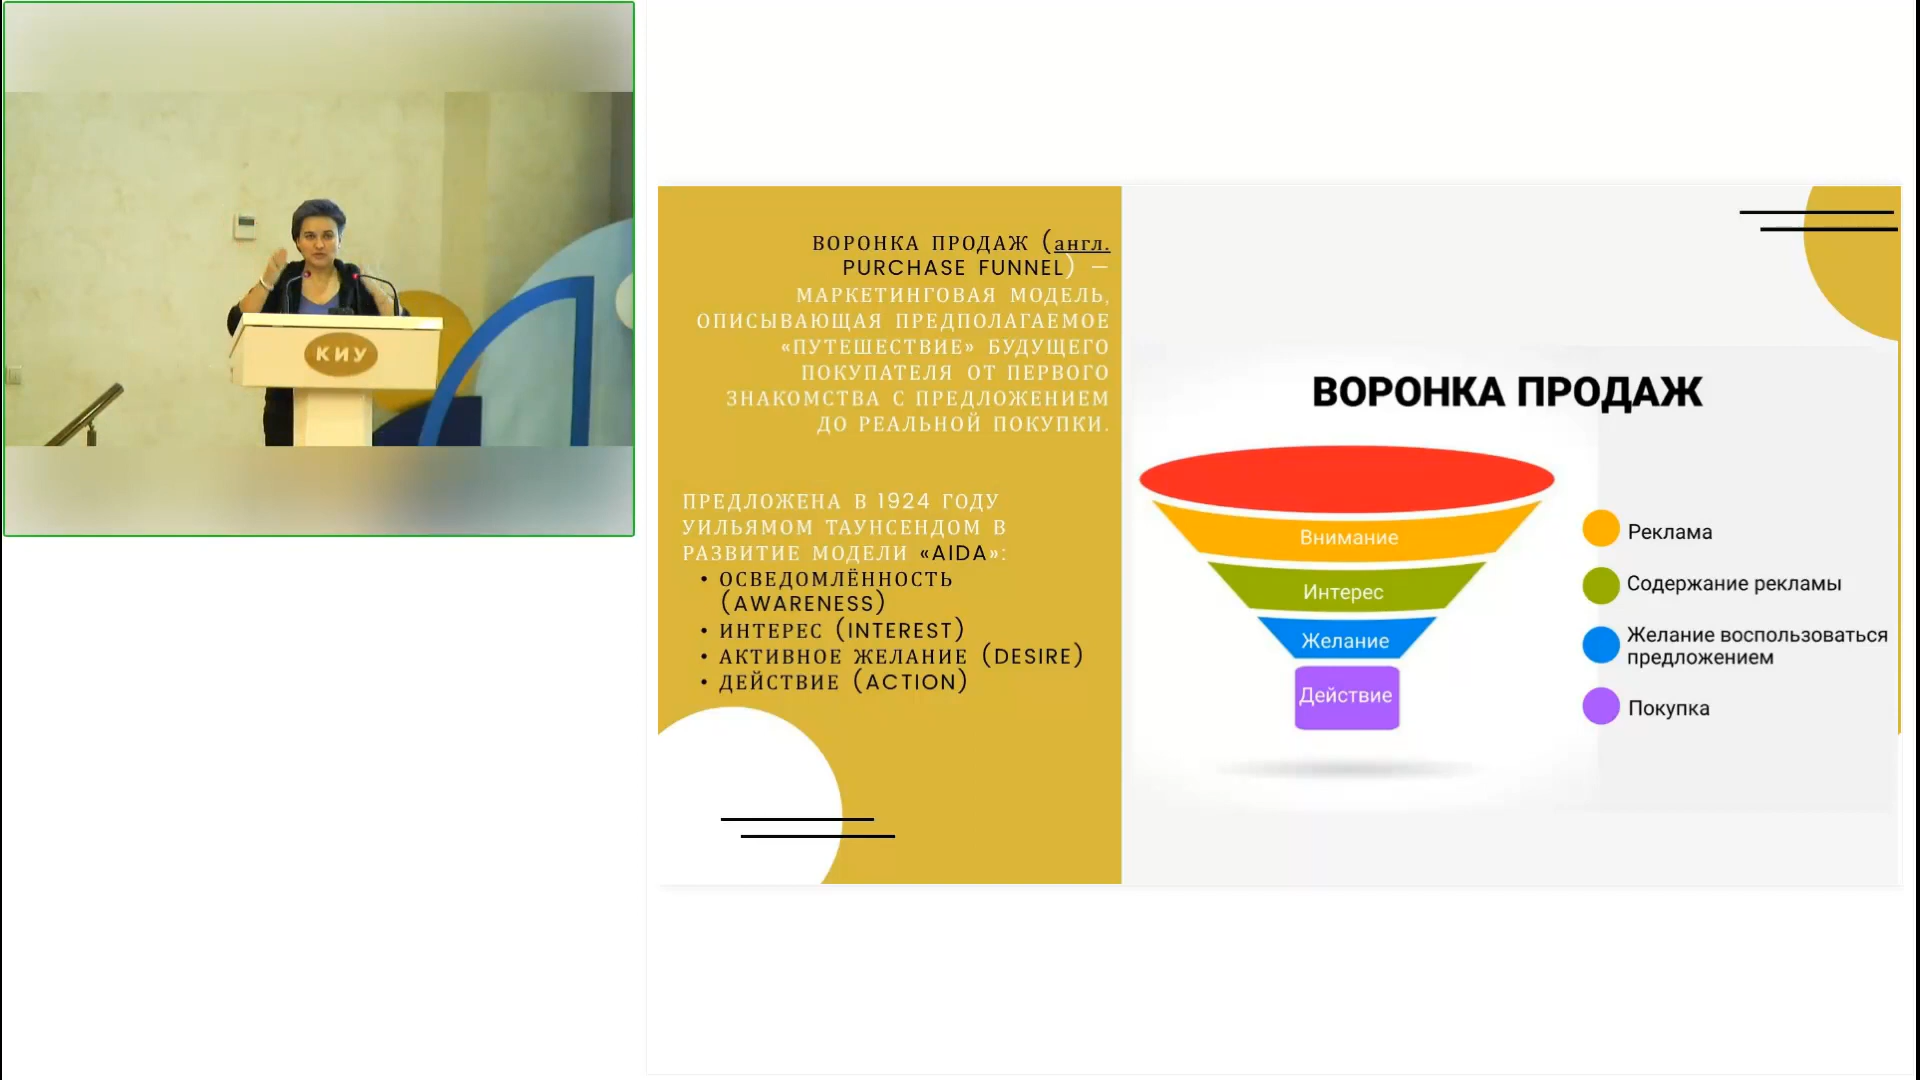 КИУ
ВОРОНКА ПРОДАЖ (англ.
PURCHASE FUNNEL) —
МАРКЕТИНГОВАЯ МОДЕЛЬ,
ОПИСЫВАЮЩАЯ ПРЕДПОЛАГАЕМОЕ
«ПУТЕШЕСТВИЕ» БУДУЩЕГО
ПОКУПАТЕЛЯ ОТ ПЕРВОГО
ЗНАКОМСТВА С ПРЕДЛОЖЕНИЕМ
ДО РЕАЛЬНОЙ ПОКУПКИ.
ПРЕДЛОЖЕНА В 1924 ГОДУ
УИЛЬЯМОМ ТАУНСЕНДОМ В
РАЗВИТИЕ МОДЕЛИ «AIDA»:
• ОСВЕДОМЛЁННОСТЬ
(AWARENESS)
• ИНТЕРЕС (INTEREST)
• АКТИВНОЕ ЖЕЛАНИЕ (DESIRE)
• ДЕЙСТВИЕ (ACTION)
ВОРОНКА ПРОДАЖ
Внимание
Интерес
Желание
Действие
Реклама
Содержание рекламы
Желание воспользоваться
предложением
Покупка